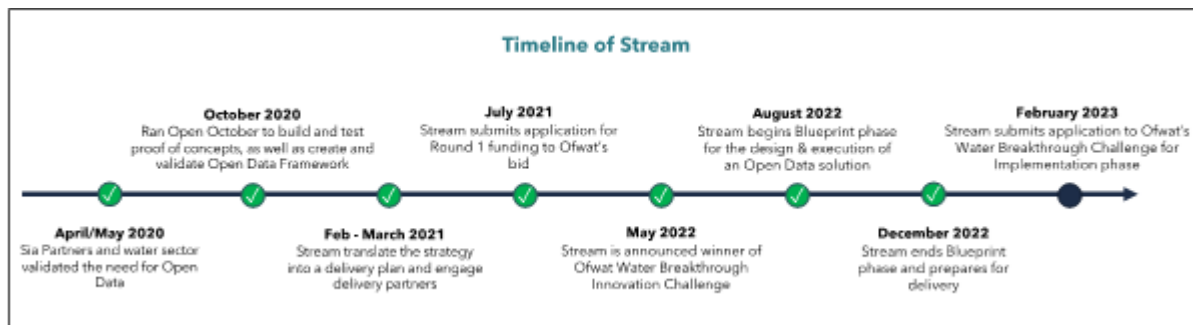 Timeline of Stream
October 2020
Ran Open October to build and test
proof of concepts, as well as create and
validate Open Data Framework
July 2021
Stream submits application for
Round 1 funding to Ofwat's
bid
August 2022
Stream begins Blueprint phase
for the design & execution of
an Open Data solution
February 2023
Stream submits application to Ofwat's
Water Breakthrough Challenge for
Implementation phase
April/May 2020
Sia Partners and water sector
validated the need for Open
Data
Feb - March 2021
Stream translate the strategy
into a delivery plan and engage
delivery partners
May 2022
Stream is announced winner of
Ofwat Water Breakthrough
Innovation Challenge
December 2022
Stream ends Blueprint
phase and prepares for
delivery